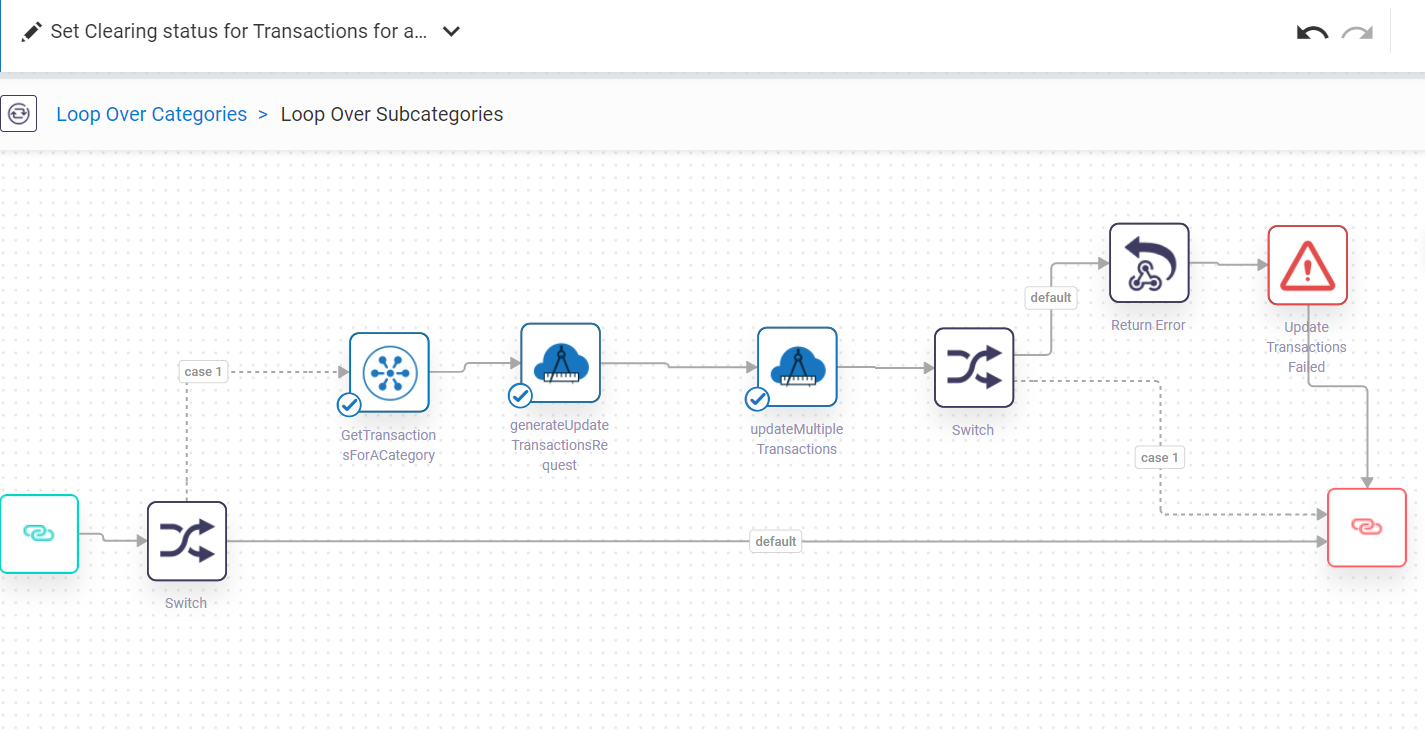 Set Clearing status for Transactions for a...
Loop Over Categories > Loop Over Subcategories
default
Return Error
Update
Transactions
Failed
case 1
GetTransaction
sForACategory
generateUpdate
TransactionsRe
quest
updateMultiple
Transactions
Switch
case 1
Switch
default